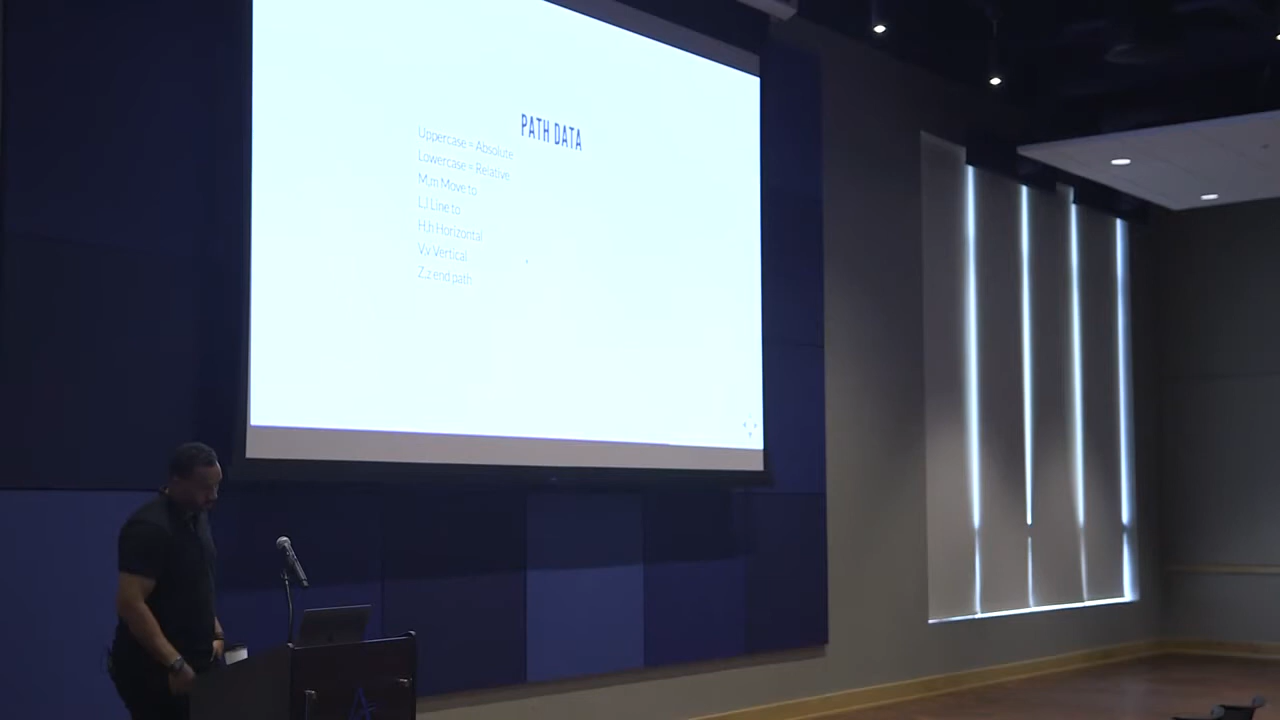 PATH DATA
Uppercase = Absolute
Lowercase = Relative
M,m Move to
L,l Line to
H,h Horizontal
V,v Vertical
Z,z end path